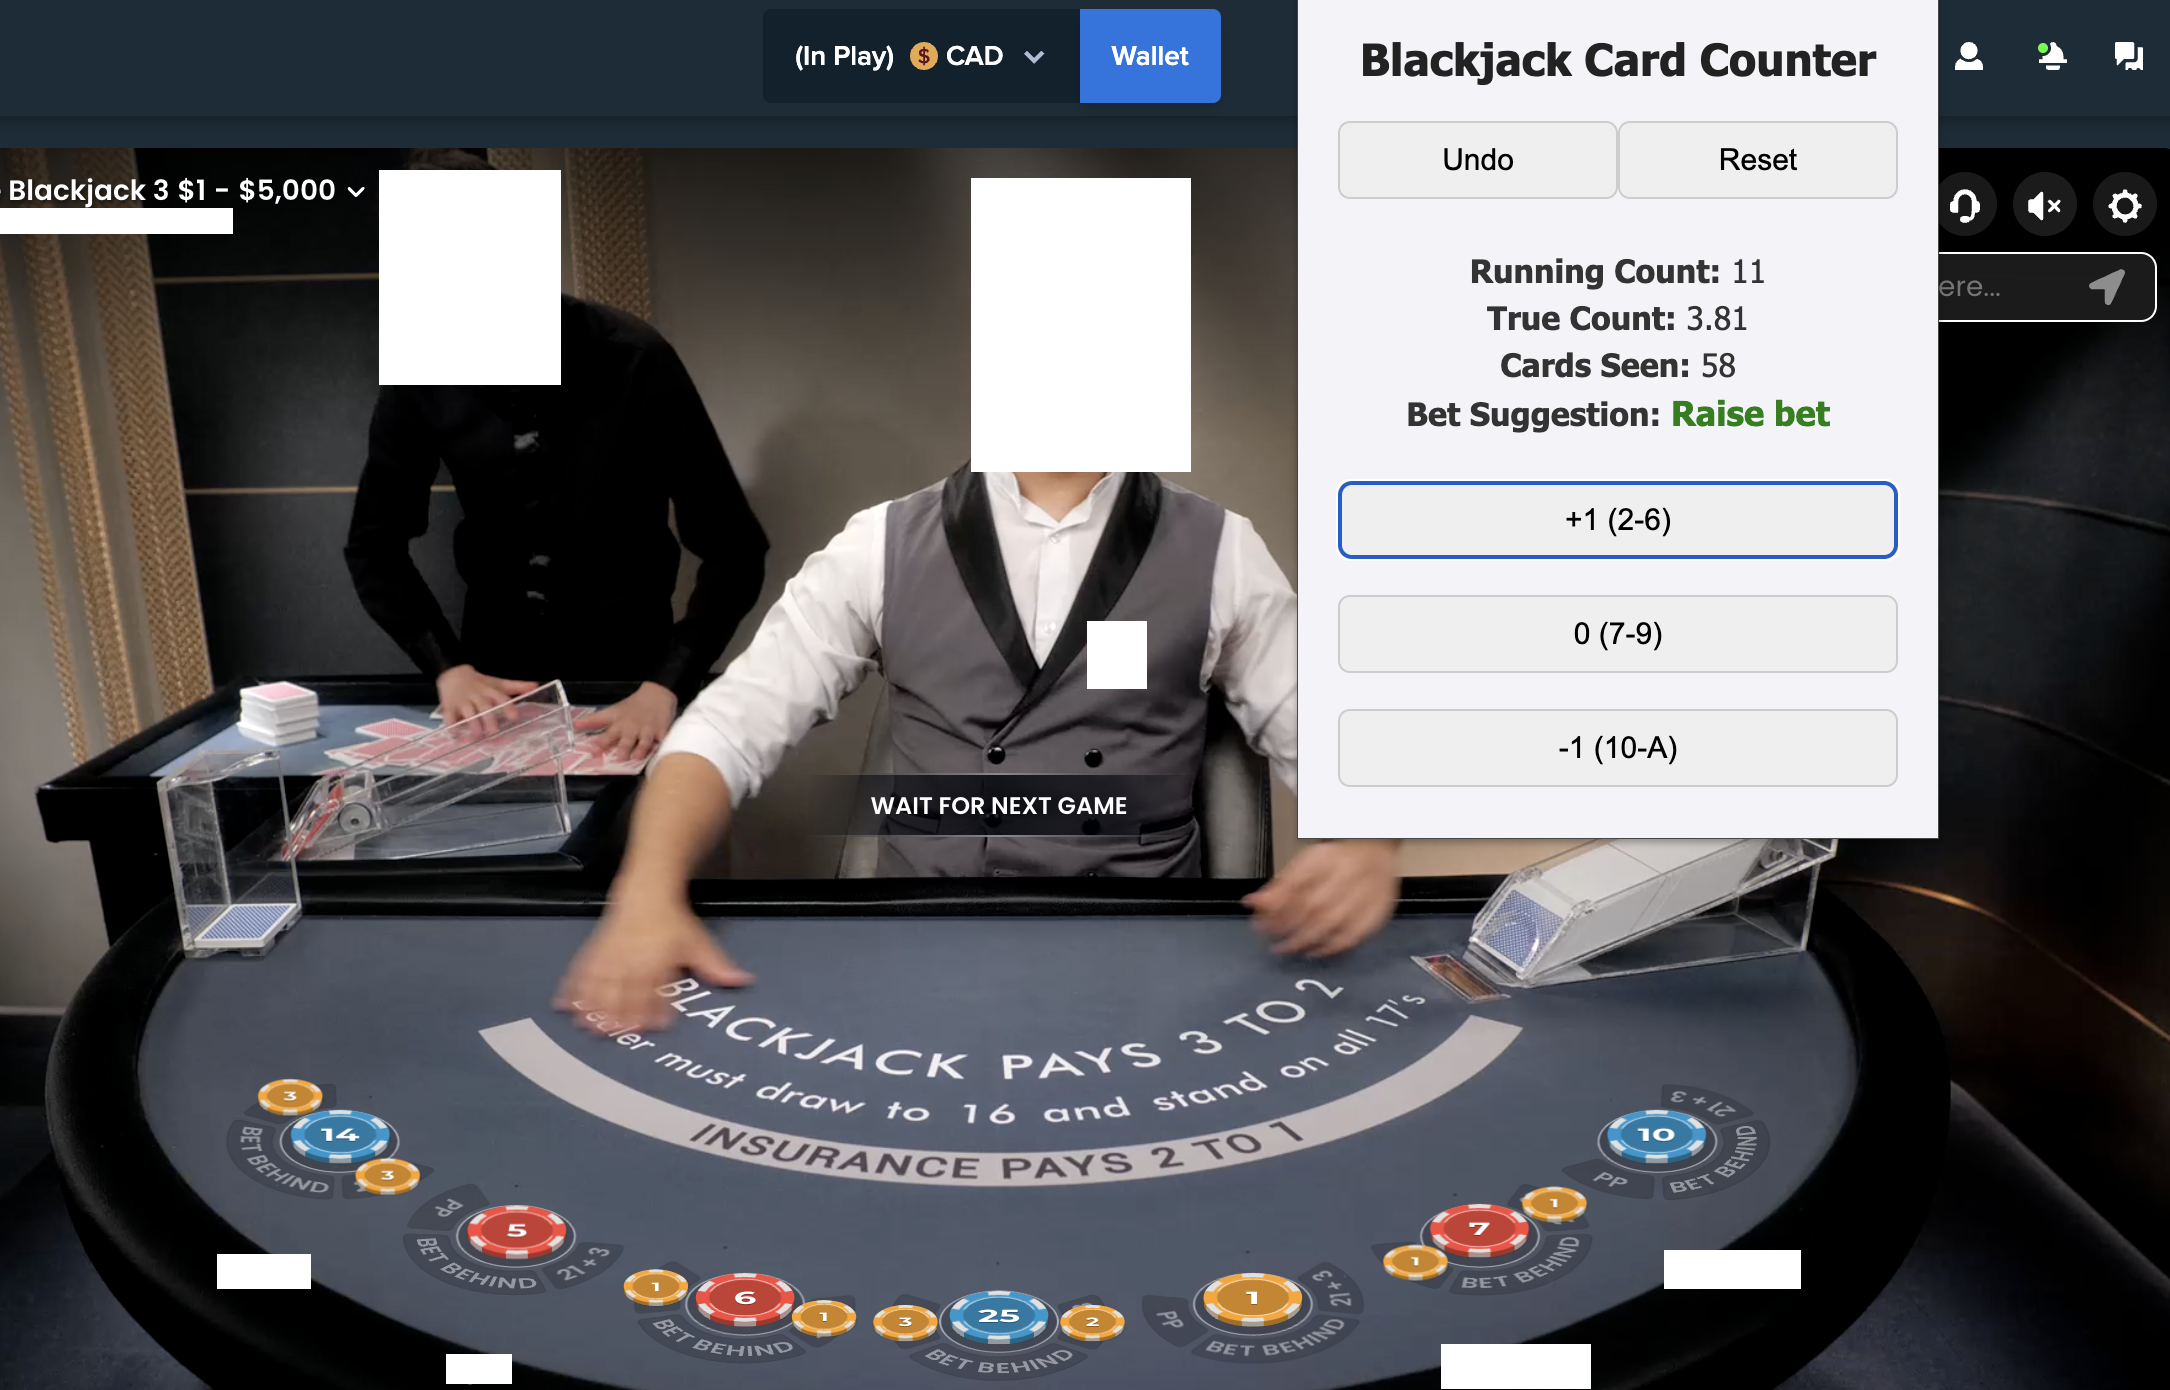 (In Play) $ CAD
Wallet
Blackjack Card Counter
Undo
Reset
Blackjack 3 $1 - $5,000
Running Count: 11
True Count: 3.81
Cards Seen: 58
Bet Suggestion: Raise bet
ere...
+1 (2-6)
0 (7-9)
-1 (10-A)
WAIT FOR NEXT GAME
BLACKJACK PAYS 3 TO 2
Dealer must draw to 16 and stand on all 17's
INSURANCE PAYS 2 TO 1
3
14
3
BET BEHIND
PP
5
BET BEHIND
21+3
1
6
1
BET BEHIND
3
25
2
BET BEHIND
PP
1
21+3
BET BEHIND
1
7
1
BET BEHIND
21+3
10
PP
BET BEHIND